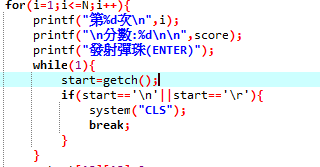 for(i=1;i<=N;i++){
printf("第%d次\n",i);
printf("\n分數:%d\n\n",score);
printf("發射彈珠(ENTER)");
while(1){
start=getch();
if(start=='\n'||start=='\r'){
system("CLS");
break;
}
}